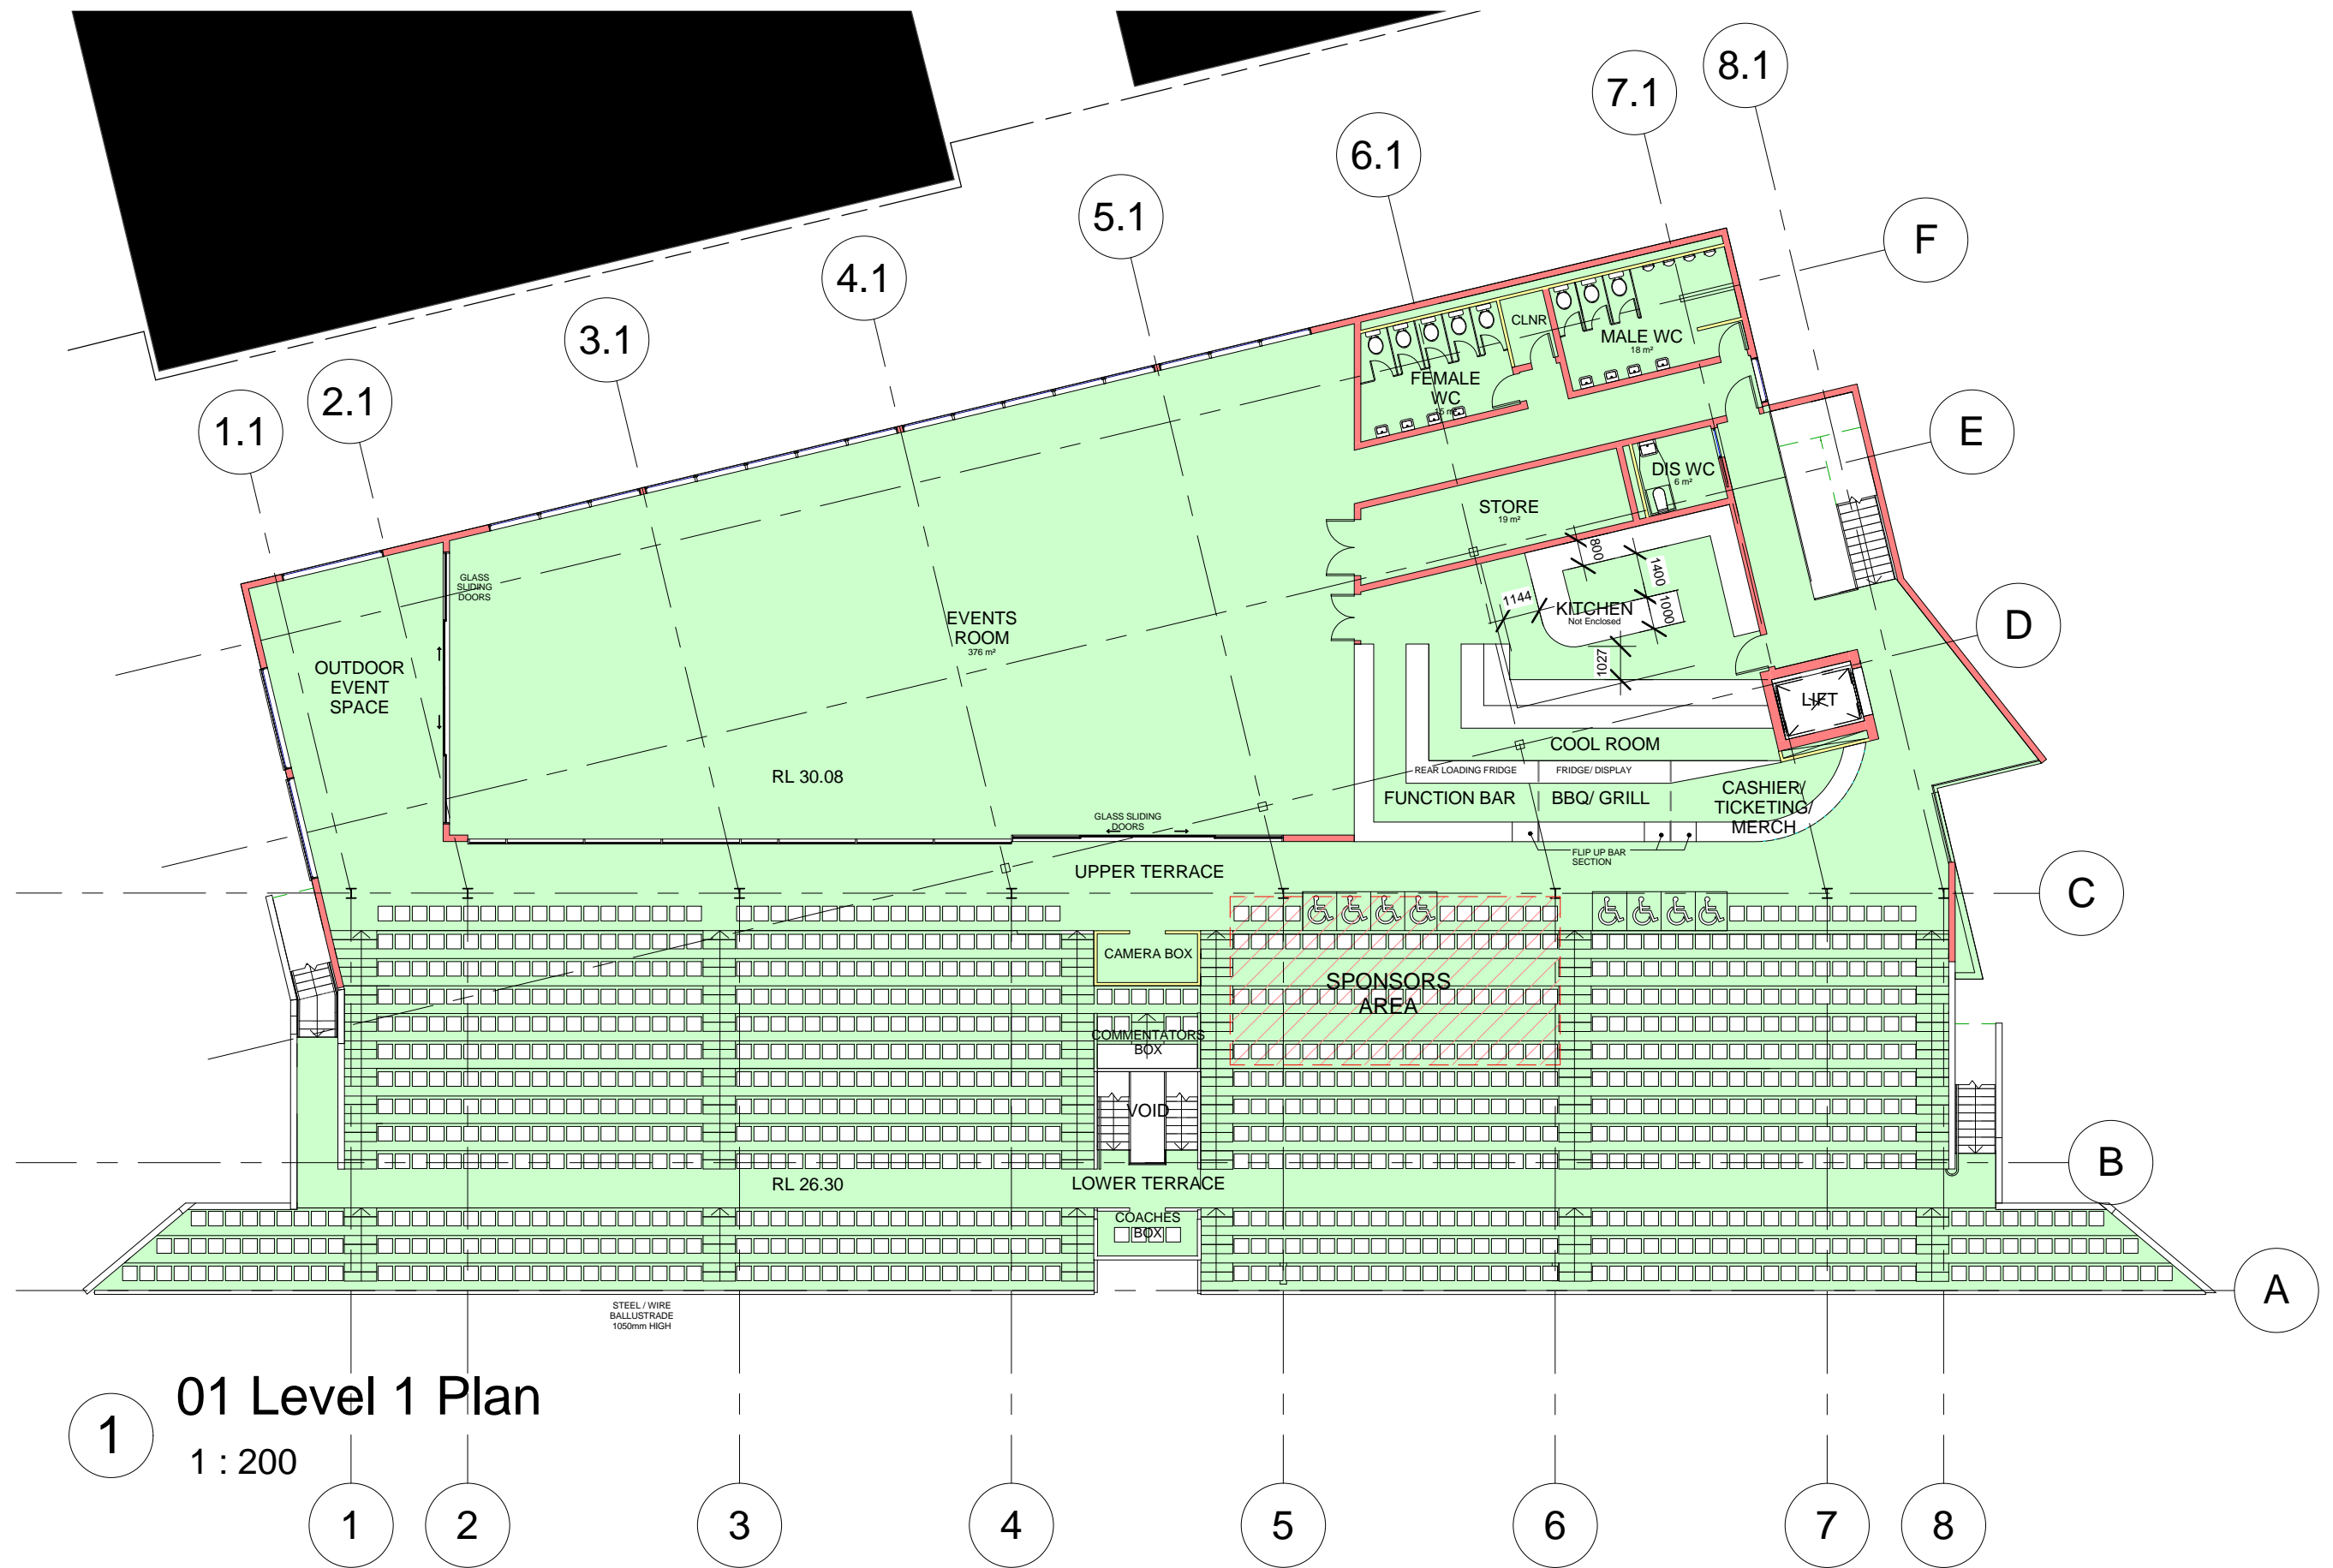 8.1
7.1
6.1
5.1
F
4.1
3.1
2.1
1.1
E
D
C
B
A
CLNR
MALE WC
18 m²
FEMALE
WC
DIS WC
6 m²
STORE
19 m²
800
1400
1000
1144
1027
KITCHEN
Not Enclosed
GLASS
SLIDING
DOORS
EVENTS
ROOM
376 m²
OUTDOOR
EVENT
SPACE
LIFT
RL 30.08
COOL ROOM
REAR LOADING FRIDGE
FRIDGE/ DISPLAY
FUNCTION BAR
BBQ/ GRILL
CASHIER/
TICKETING/
MERCH
GLASS SLIDING
DOORS
FLIP UP BAR
SECTION
UPPER TERRACE
CAMERA BOX
SPONSORS
AREA
COMMENTATORS
BOX
VOID
RL 26.30
LOWER TERRACE
COACHES
BOX
STEEL / WIRE
BALLUSTRADE
1050mm HIGH
1
01 Level 1 Plan
1 : 200
1
2
3
4
5
6
7
8